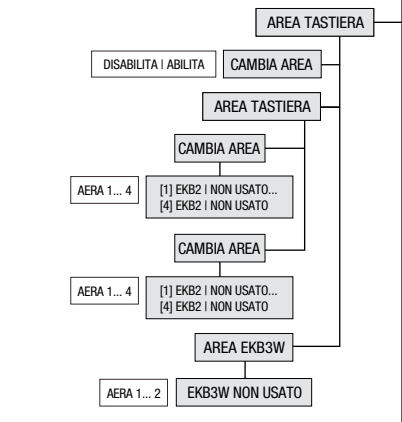 AREA TASTIERA
DISABILITA | ABILITA
CAMBIA AREA
AREA TASTIERA
CAMBIA AREA
AERA 1... 4
[1] EKB2 | NON USATO...
[4] EKB2 | NON USATO
CAMBIA AREA
AERA 1... 4
[1] EKB2 | NON USATO...
[4] EKB2 | NON USATO
AREA EKB3W
AERA 1... 2
EKB3W NON USATO